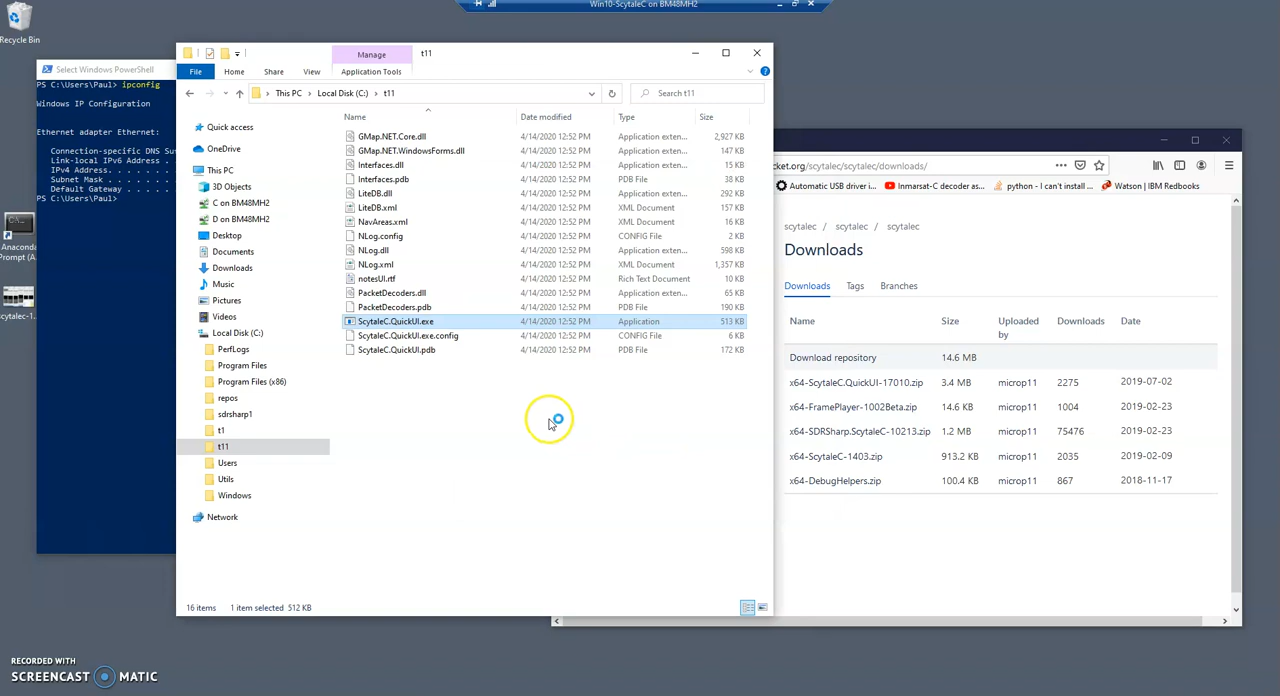 Win10-ScytaleC on BM48MH2
Recycle Bin
Select Windows PowerShell
PS C:\Users\Paul> ipconfig
Windows IP Configuration
Ethernet adapter Ethernet:
Connection-specific DNS Su
Link-local IPv6 Address . .
IPv4 Address. . . . . . .
Subnet Mask . . . . . . .
Default Gateway . . . . . .
PS C:\Users\Paul>
Anaconda
Prompt (A...
scytalec-1...
Manage
t11
File
Home
Share
View
Application Tools
This PC > Local Disk (C:) > t11
Search t11
Quick access
OneDrive
This PC
3D Objects
C on BM48MH2
D on BM48MH2
Desktop
Documents
Downloads
Music
Pictures
Videos
Local Disk (C:)
PerfLogs
Program Files
Program Files (x86)
repos
sdrsharp1
t1
t11
Users
Utils
Windows
Network
Name Date modified Type Size
GMap.NET.Core.dll 4/14/2020 12:52 PM Application exten... 2,927 KB
GMap.NET.WindowsForms.dll 4/14/2020 12:52 PM Application exten... 147 KB
Interfaces.dll 4/14/2020 12:52 PM Application exten... 15 KB
Interfaces.pdb 4/14/2020 12:52 PM PDB File 38 KB
LiteDB.dll 4/14/2020 12:52 PM Application exten... 292 KB
LiteDB.xml 4/14/2020 12:52 PM XML Document 157 KB
NavAreas.xml 4/14/2020 12:52 PM XML Document 16 KB
NLog.config 4/14/2020 12:52 PM CONFIG File 2 KB
NLog.dll 4/14/2020 12:52 PM Application exten... 598 KB
NLog.xml 4/14/2020 12:52 PM XML Document 1,357 KB
notesUI.rtf 4/14/2020 12:52 PM Rich Text Document 10 KB
PacketDecoders.dll 4/14/2020 12:52 PM Application exten... 65 KB
PacketDecoders.pdb 4/14/2020 12:52 PM PDB File 190 KB
ScytaleC.QuickUI.exe 4/14/2020 12:52 PM Application 513 KB
ScytaleC.QuickUI.exe.config 4/14/2020 12:52 PM CONFIG File 6 KB
ScytaleC.QuickUI.pdb 4/14/2020 12:52 PM PDB File 172 KB
16 items 1 item selected 512 KB
cket.org/scytalec/scytalec/downloads/
Automatic USB driver i... Inmarsat-C decoder as... python - I can't install ... Watson | IBM Redbooks
scytalec / scytalec / scytalec
Downloads
Downloads Tags Branches
Name Size Uploaded by Downloads Date
Download repository 14.6 MB
x64-ScytaleC.QuickUI-17010.zip 3.4 MB microp11 2275 2019-07-02
x64-FramePlayer-1002Beta.zip 14.6 KB microp11 1004 2019-02-23
x64-SDRSharp.ScytaleC-10213.zip 1.2 MB microp11 75476 2019-02-23
x64-ScytaleC-1403.zip 913.2 KB microp11 2035 2019-02-09
x64-DebugHelpers.zip 100.4 KB microp11 867 2018-11-17
RECORDED WITH
SCREENCAST MATIC